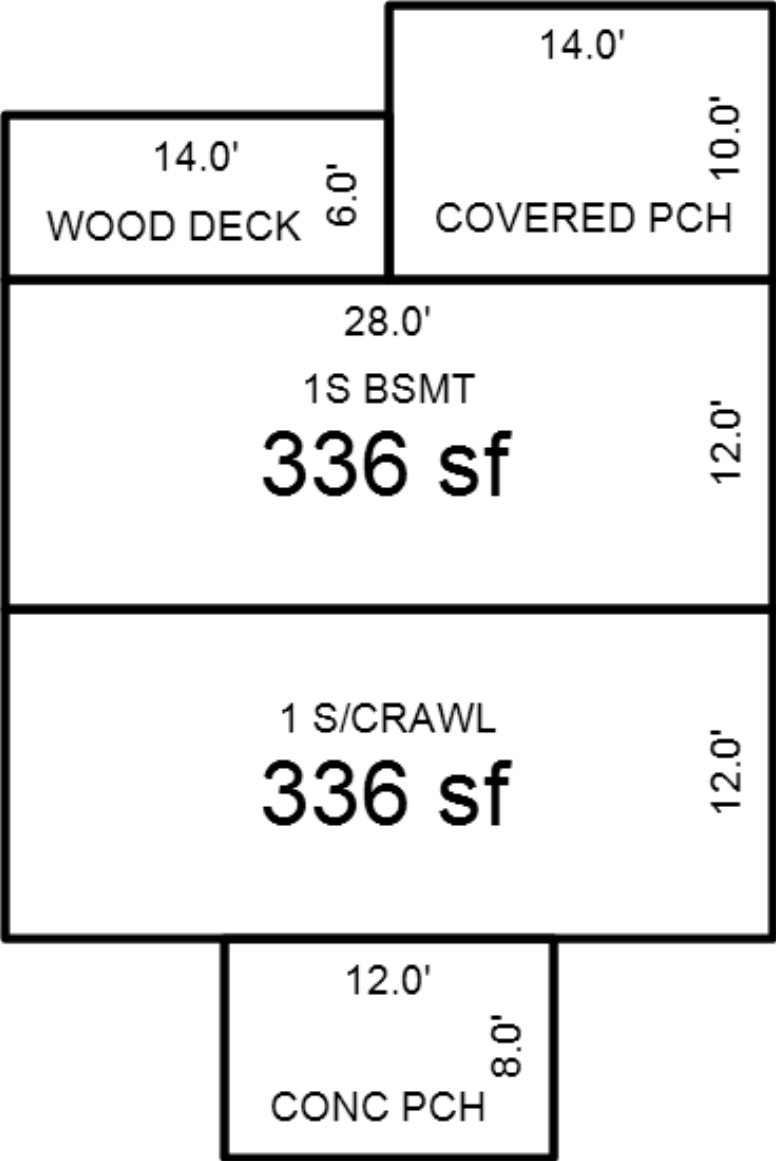 14.0'
10.0'
COVERED PCH
14.0'
6.0'
WOOD DECK
28.0'
1S BSMT
336 sf
12.0'
1 S/CRAWL
336 sf
12.0'
12.0'
8.0'
CONC PCH